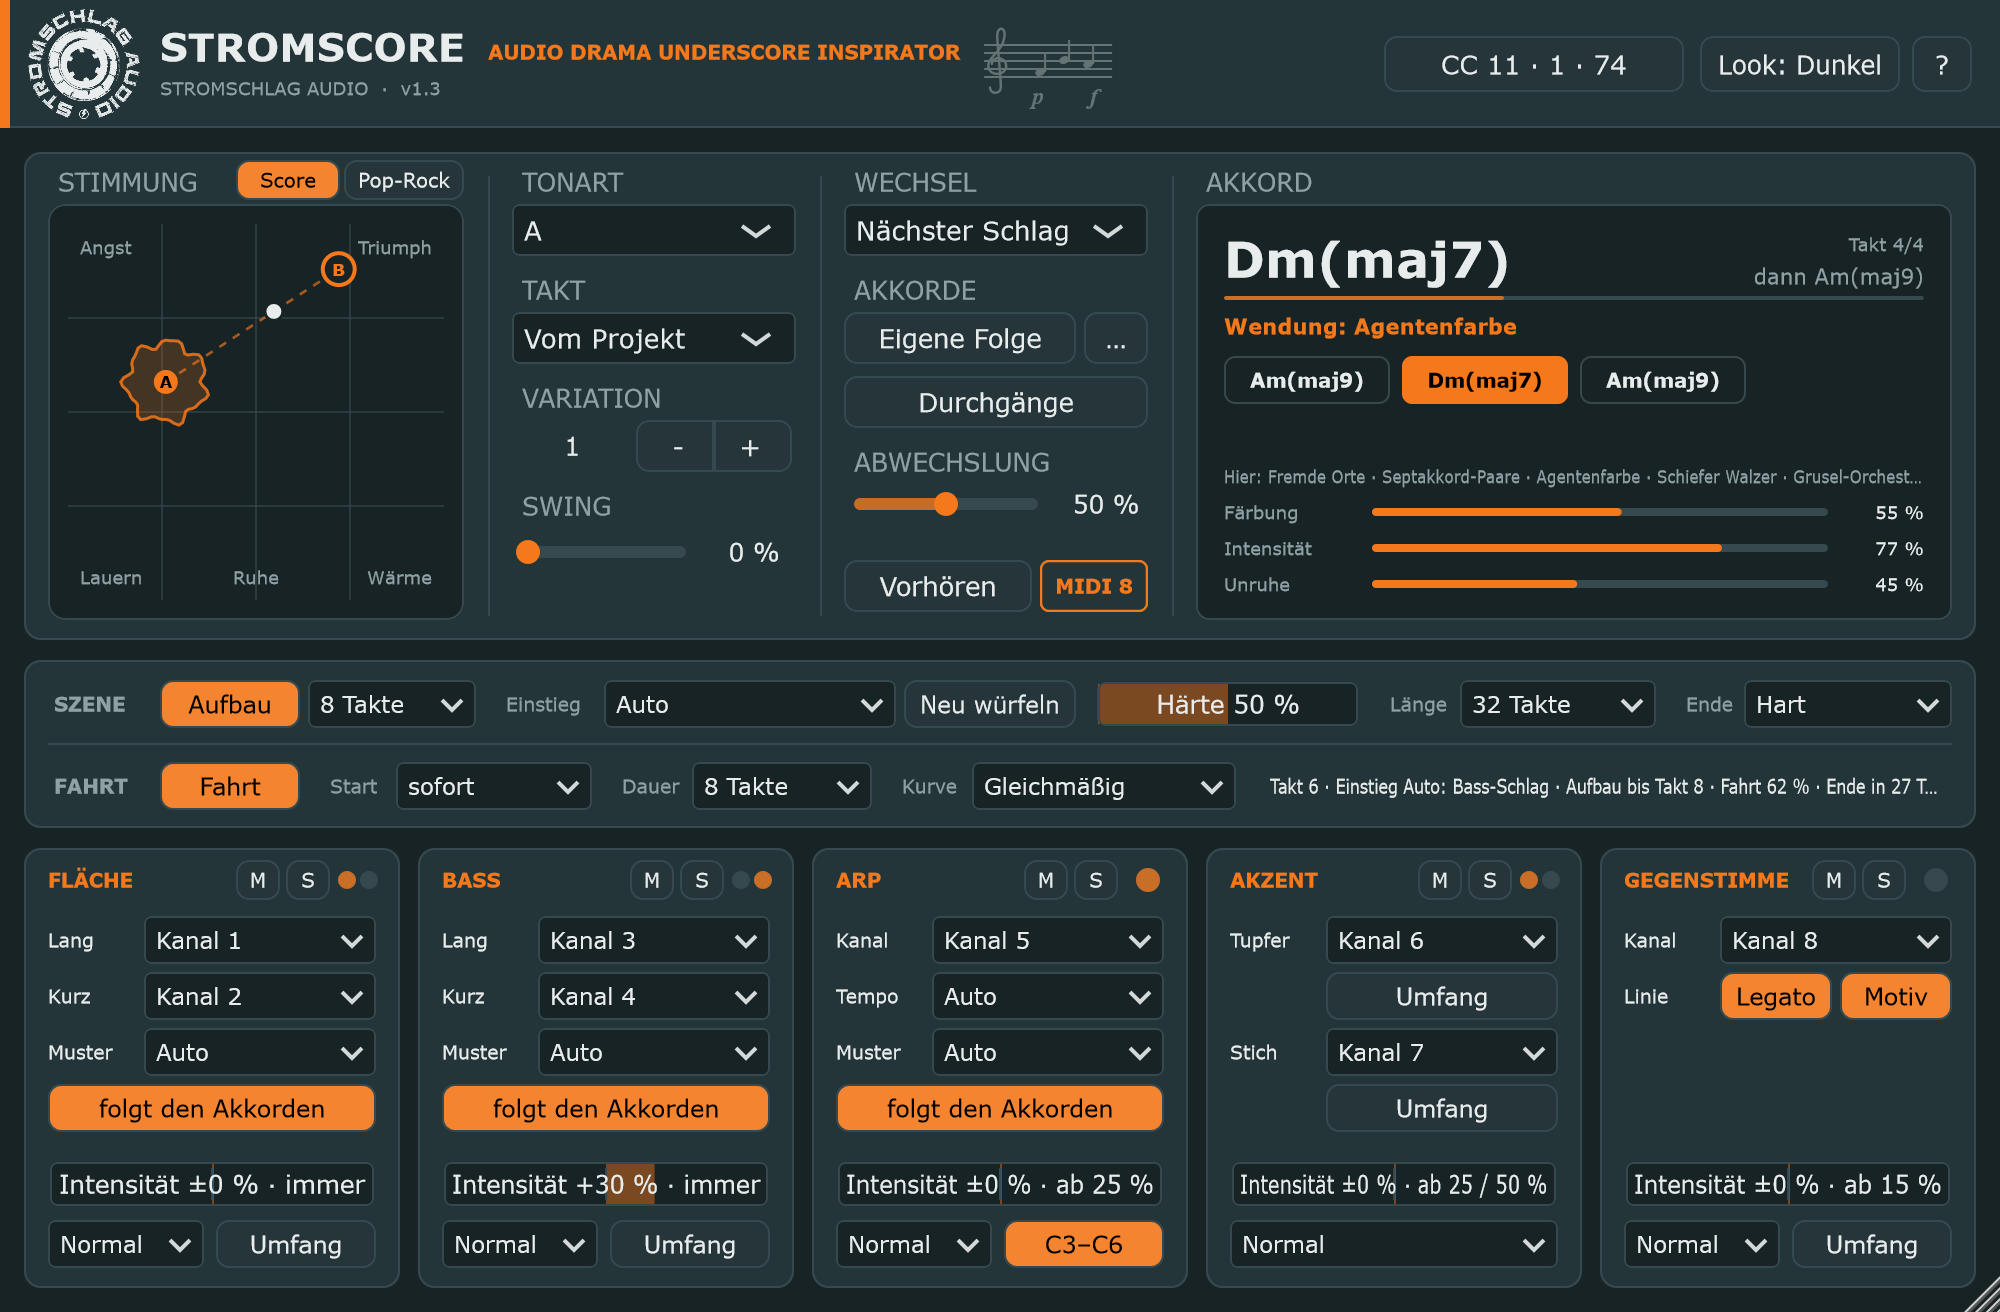 STROMSCHLAG AUDIO
STROMSCORE
AUDIO DRAMA UNDERSCORE INSPIRATOR
STROMSCHLAG AUDIO · v1.3
p f
CC 11 · 1 · 74
Look: Dunkel
?
STIMMUNG
Score
Pop-Rock
Angst
Triumph
B
A
Lauern
Ruhe
Wärme
TONART
A
TAKT
Vom Projekt
VARIATION
1
-
+
SWING
0 %
WECHSEL
Nächster Schlag
AKKORDE
Eigene Folge
...
Durchgänge
ABWECHSLUNG
50 %
Vorhören
MIDI 8
AKKORD
Dm(maj7)
Takt 4/4
dann Am(maj9)
Wendung: Agentenfarbe
Am(maj9)
Dm(maj7)
Am(maj9)
Hier: Fremde Orte · Septakkord-Paare · Agentenfarbe · Schiefer Walzer · Grusel-Orchest...
Färbung 55 %
Intensität 77 %
Unruhe 45 %
SZENE
Aufbau
8 Takte
Einstieg
Auto
Neu würfeln
Härte 50 %
Länge
32 Takte
Ende
Hart
FAHRT
Fahrt
Start
sofort
Dauer
8 Takte
Kurve
Gleichmäßig
Takt 6 · Einstieg Auto: Bass-Schlag · Aufbau bis Takt 8 · Fahrt 62 % · Ende in 27 T...
FLÄCHE
M
S
Lang
Kanal 1
Kurz
Kanal 2
Muster
Auto
folgt den Akkorden
Intensität ±0 % · immer
Normal
Umfang
BASS
M
S
Lang
Kanal 3
Kurz
Kanal 4
Muster
Auto
folgt den Akkorden
Intensität +30 % · immer
Normal
Umfang
ARP
M
S
Kanal
Kanal 5
Tempo
Auto
Muster
Auto
folgt den Akkorden
Intensität ±0 % · ab 25 %
Normal
C3–C6
AKZENT
M
S
Tupfer
Kanal 6
Umfang
Stich
Kanal 7
Umfang
Intensität ±0 % · ab 25 / 50 %
Normal
GEGENSTIMME
M
S
Kanal
Kanal 8
Linie
Legato
Motiv
Intensität ±0 % · ab 15 %
Normal
Umfang